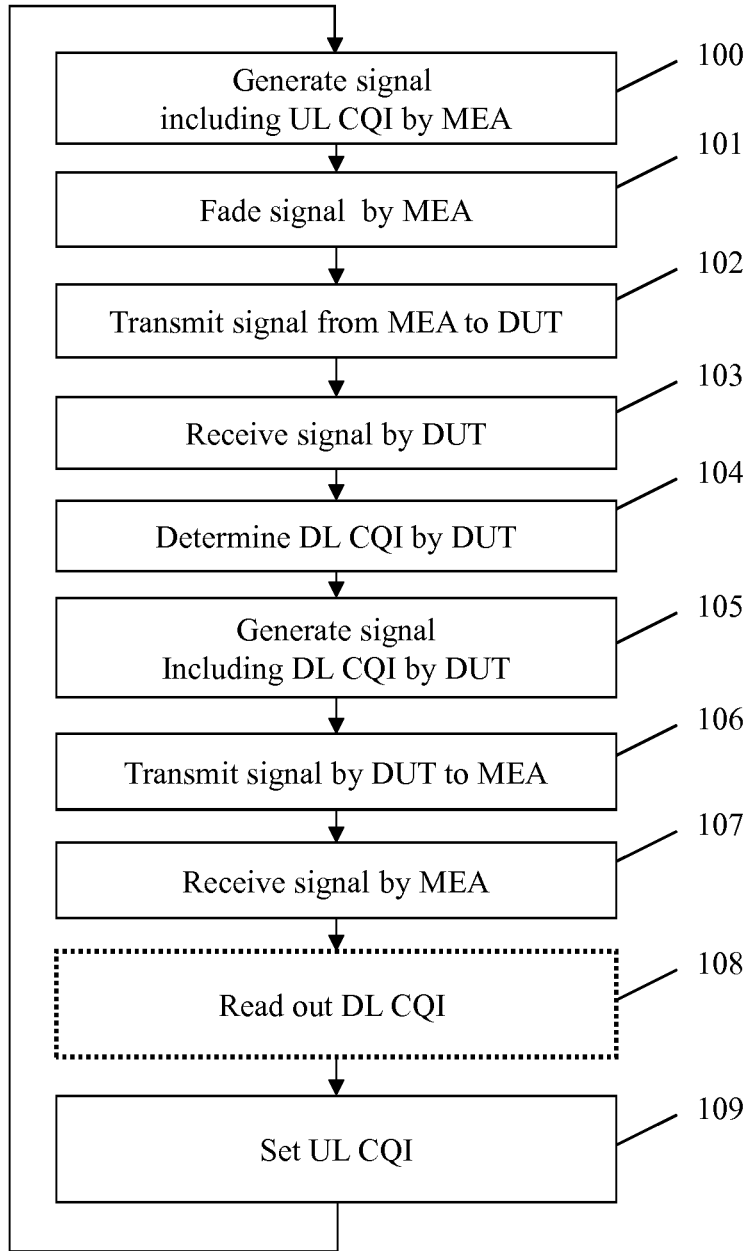 100
Generate signal
including UL CQI by MEA
101
Fade signal by MEA
102
Transmit signal from MEA to DUT
103
Receive signal by DUT
104
Determine DL CQI by DUT
105
Generate signal
Including DL CQI by DUT
106
Transmit signal by DUT to MEA
107
Receive signal by MEA
108
Read out DL CQI
109
Set UL CQI